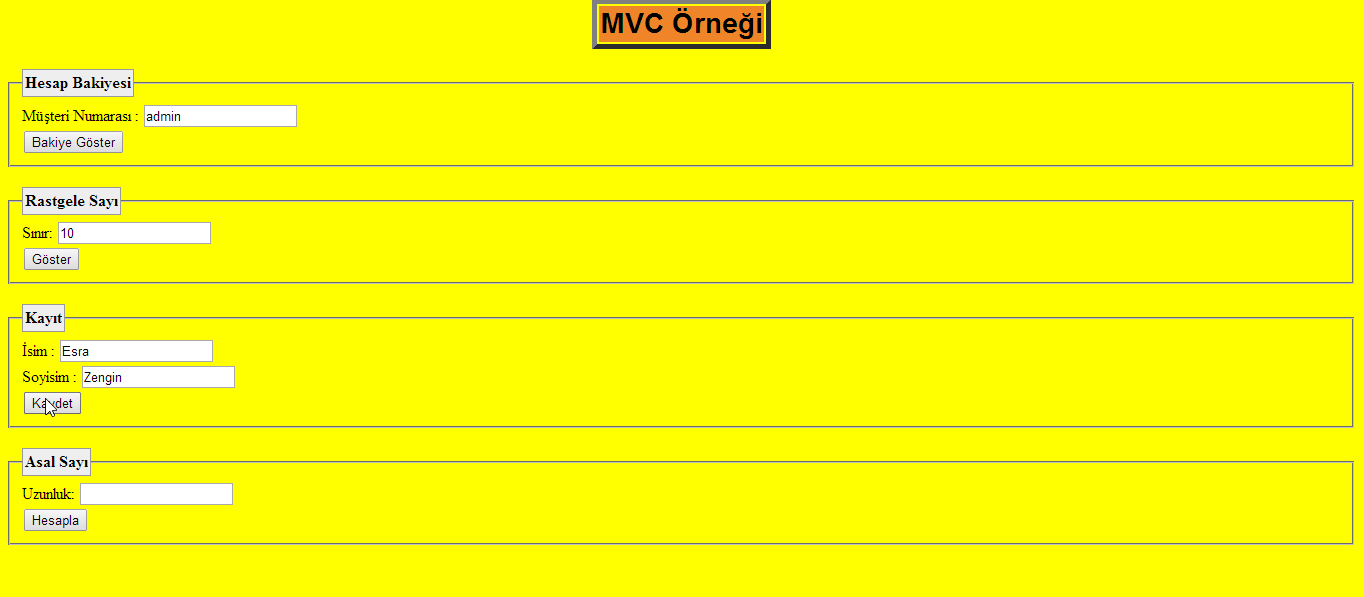 MVC Örneği
Hesap Bakiyesi
Müşteri Numarası : admin
Bakiye Göster
Rastgele Sayı
Sınır: 10
Göster
Kayıt
İsim : Esra
Soyisim : Zengin
Kaydet
Asal Sayı
Uzunluk:
Hesapla